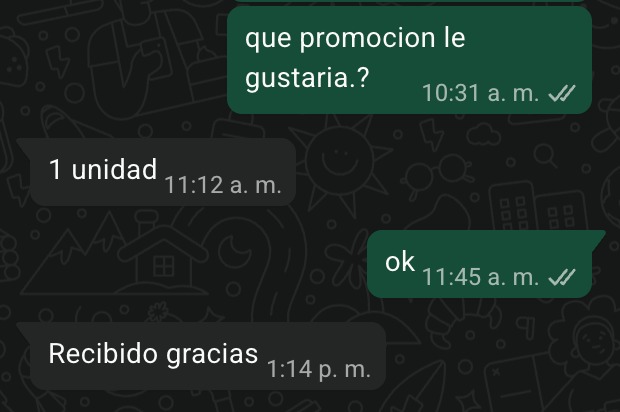 que promocion le
gustaria.?
10:31 a. m.
1 unidad 11:12 a. m.
ok 11:45 a. m.
Recibido gracias 1:14 p. m.